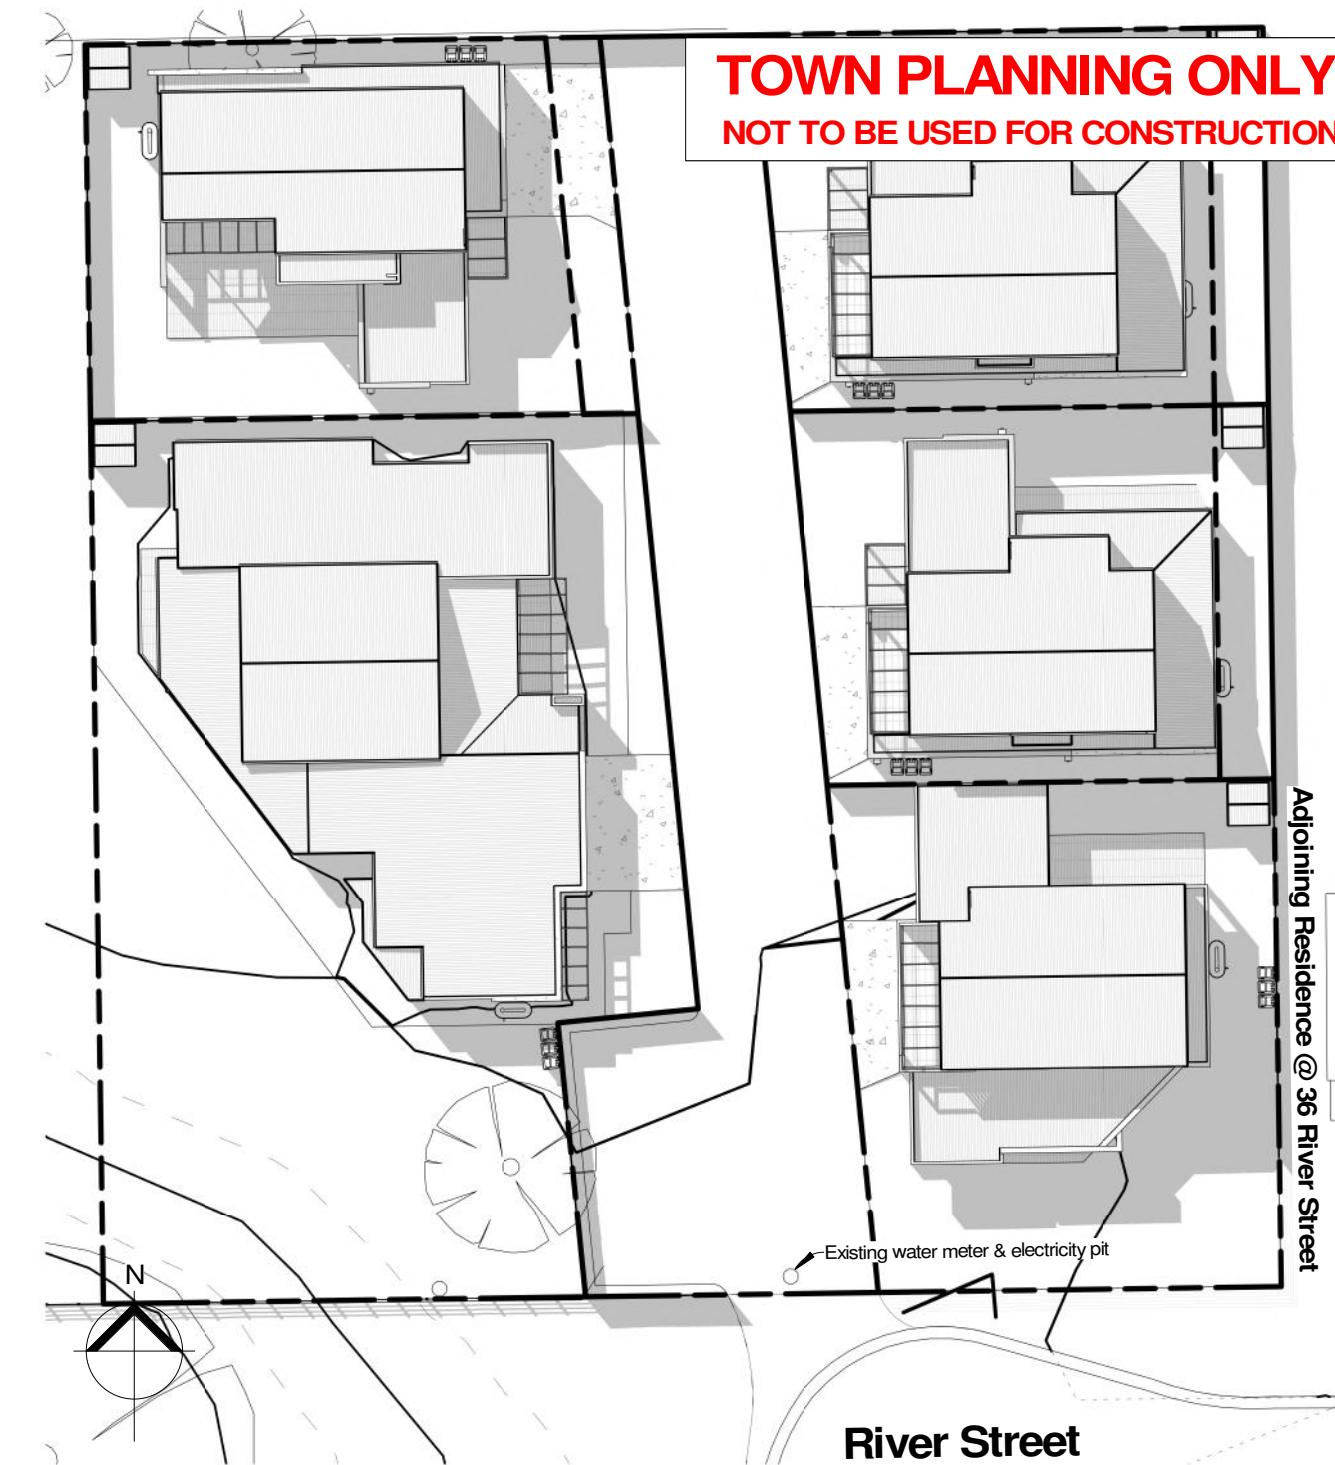 TOWN PLANNING ONLY
NOT TO BE USED FOR CONSTRUCTION
Adjoining Residence @ 36 River Street
Existing water meter & electricity pit
N
River Street